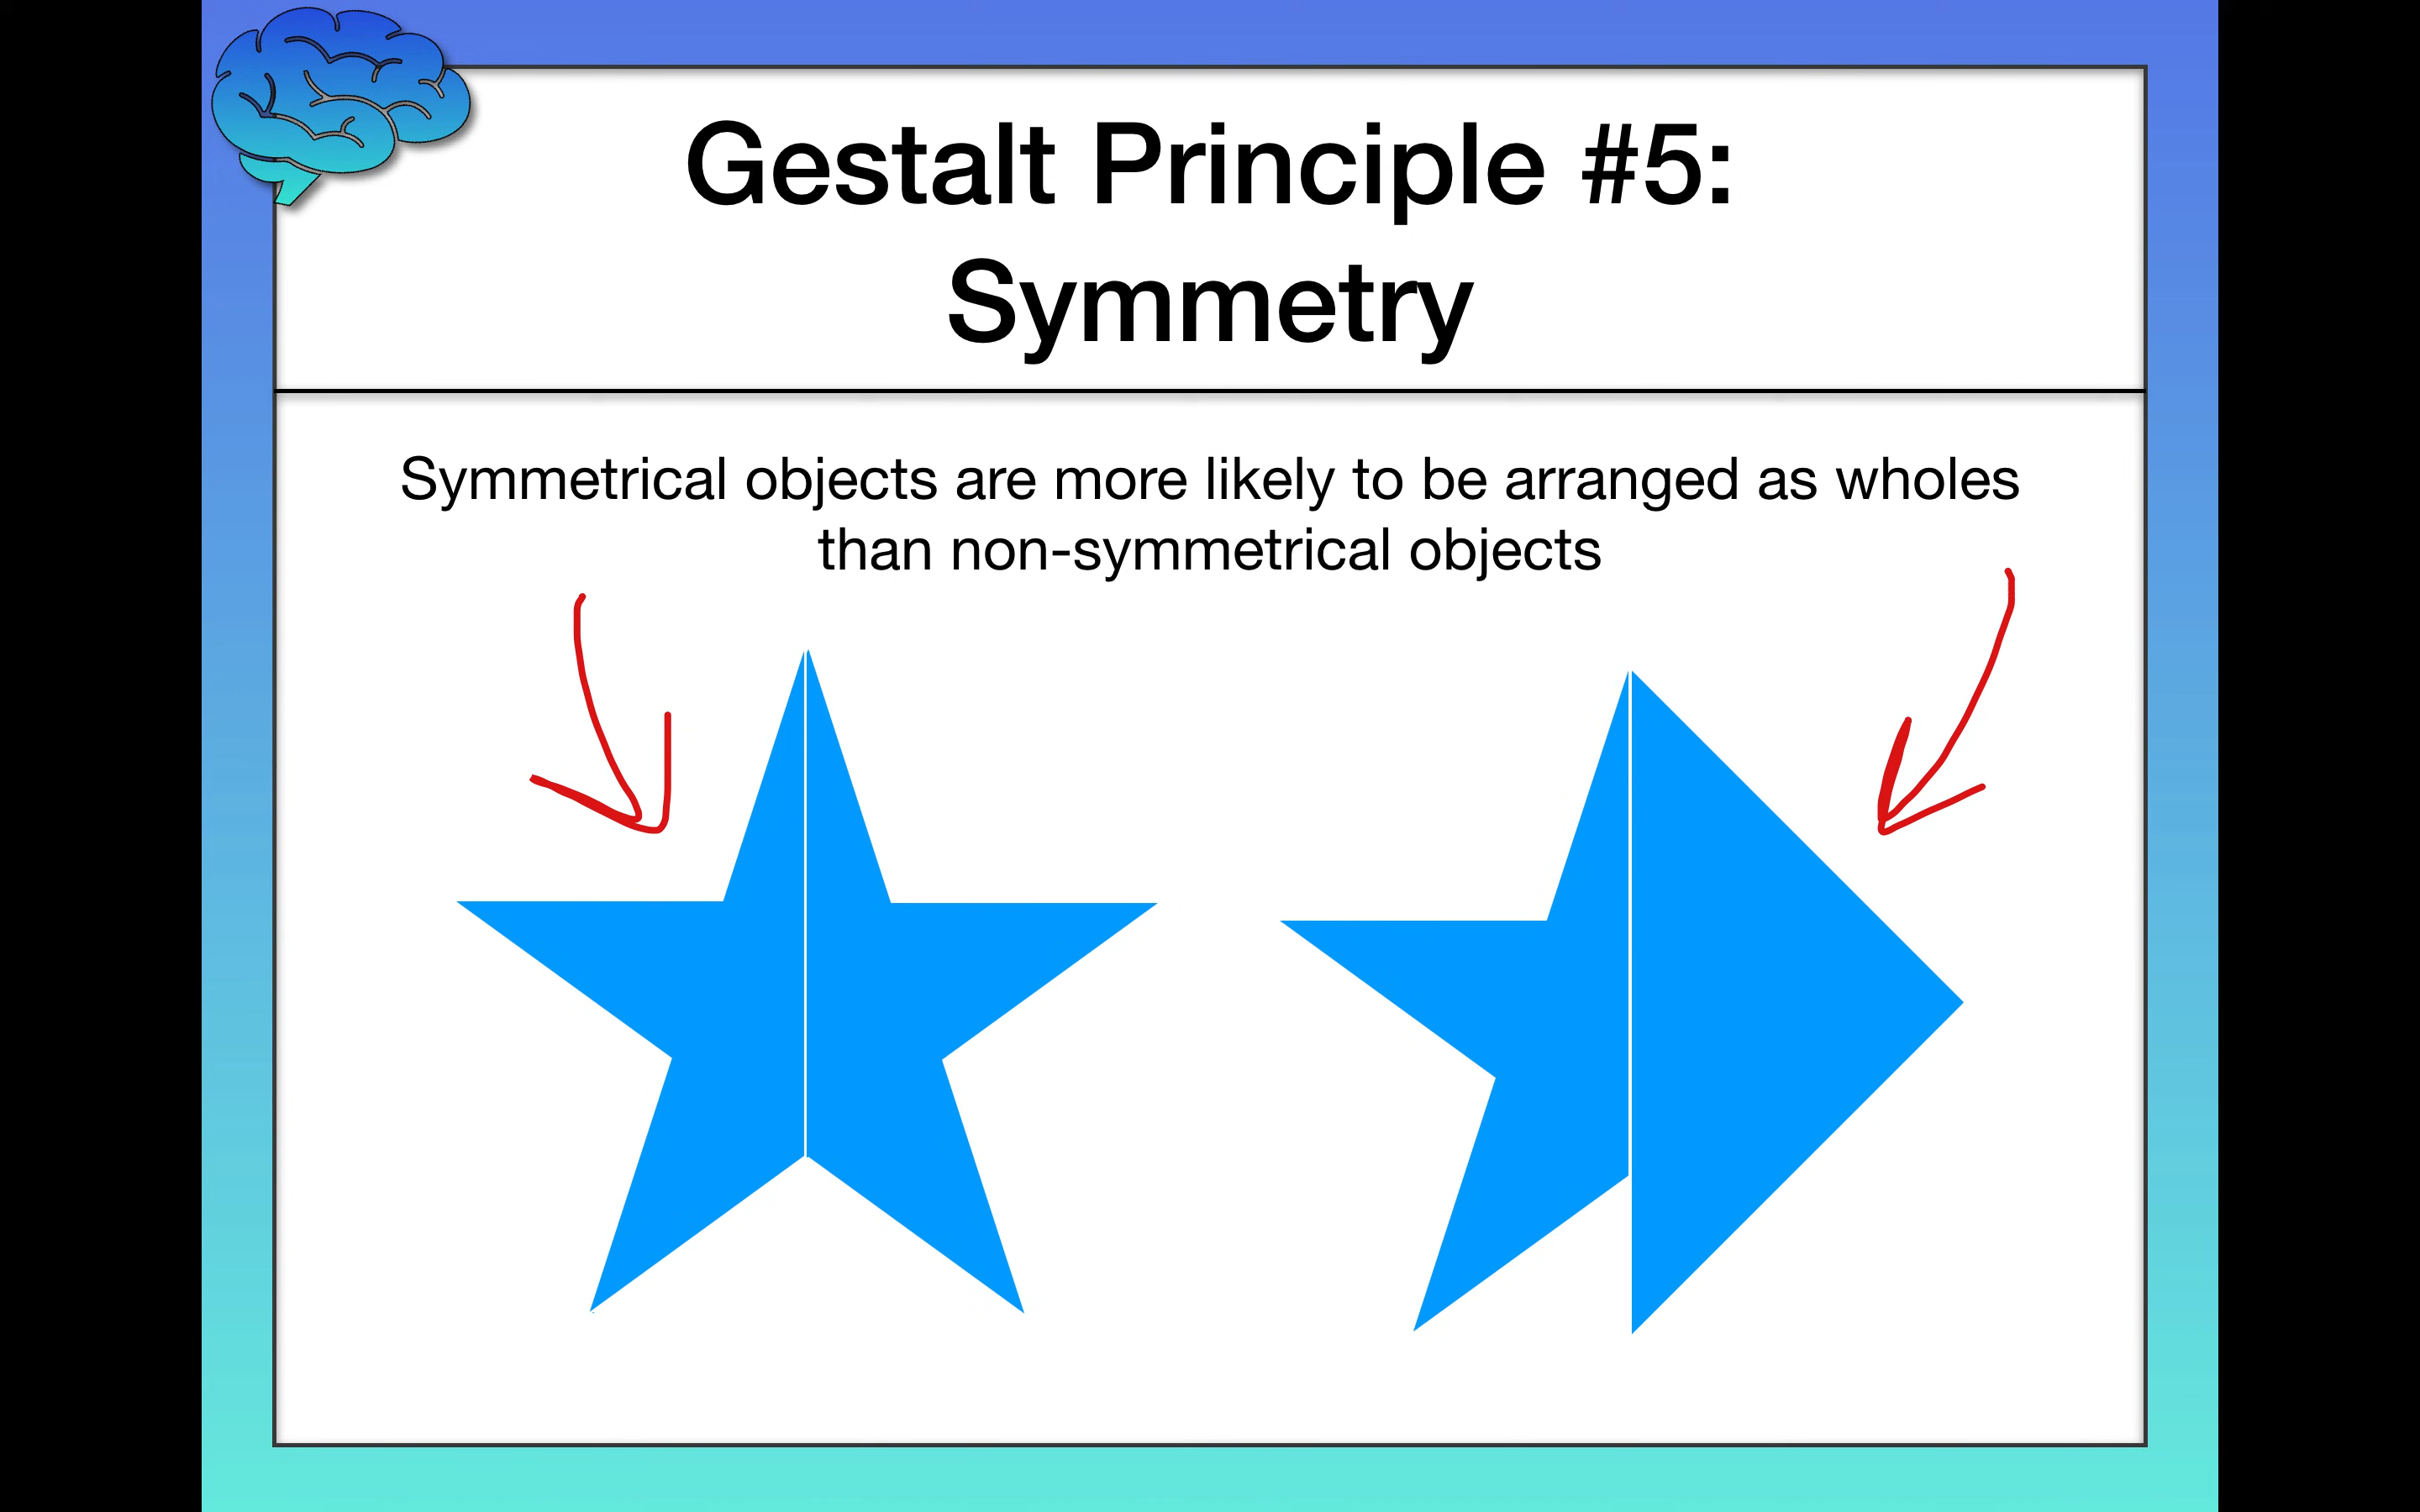 Gestalt Principle #5:
Symmetry
Symmetrical objects are more likely to be arranged as wholes
than non-symmetrical objects